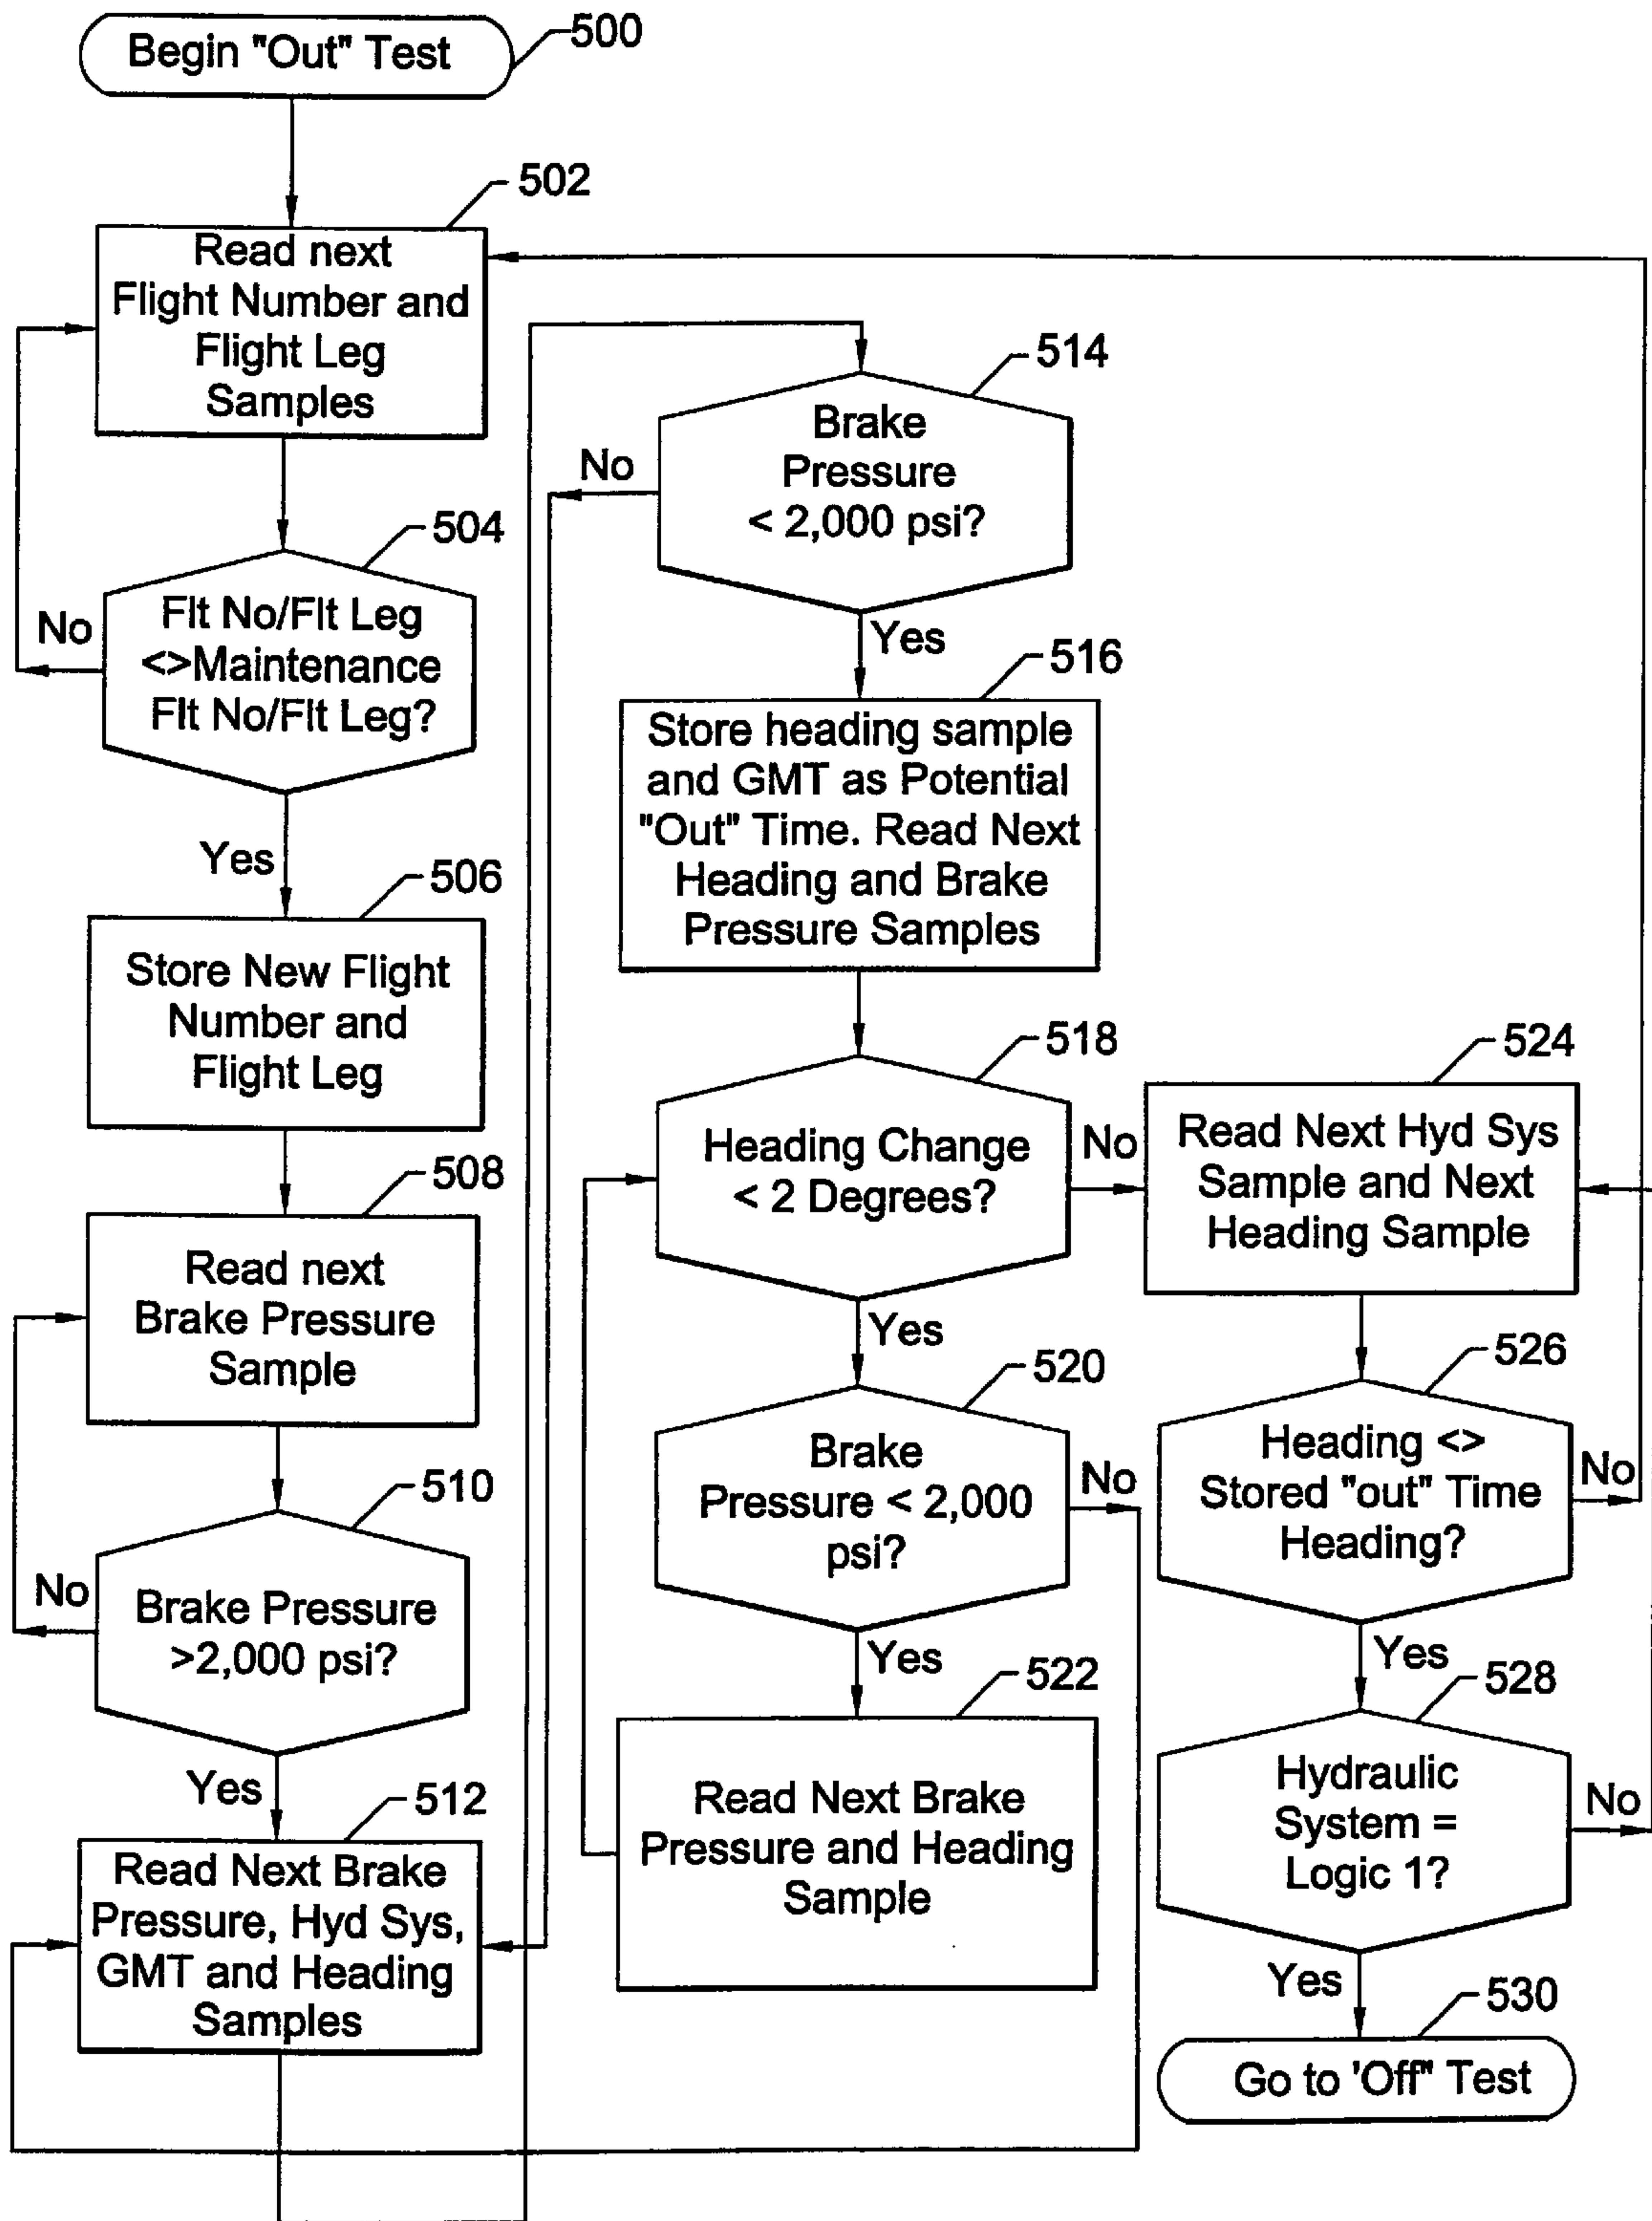 Begin "Out" Test
500
502
Read next
Flight Number and
Flight Leg
Samples
504
Flt No/Flt Leg
<>Maintenance
Flt No/Flt Leg?
No
Yes
506
Store New Flight
Number and
Flight Leg
508
Read next
Brake Pressure
Sample
510
Brake Pressure
>2,000 psi?
No
Yes
512
Read Next Brake
Pressure, Hyd Sys,
GMT and Heading
Samples
514
Brake
Pressure
< 2,000 psi?
No
Yes
516
Store heading sample
and GMT as Potential
"Out" Time. Read Next
Heading and Brake
Pressure Samples
518
Heading Change
< 2 Degrees?
No
Yes
520
Brake
Pressure < 2,000
psi?
No
Yes
522
Read Next Brake
Pressure and Heading
Sample
524
Read Next Hyd Sys
Sample and Next
Heading Sample
526
Heading <>
Stored "out" Time
Heading?
No
Yes
528
Hydraulic
System =
Logic 1?
No
Yes
530
Go to 'Off" Test